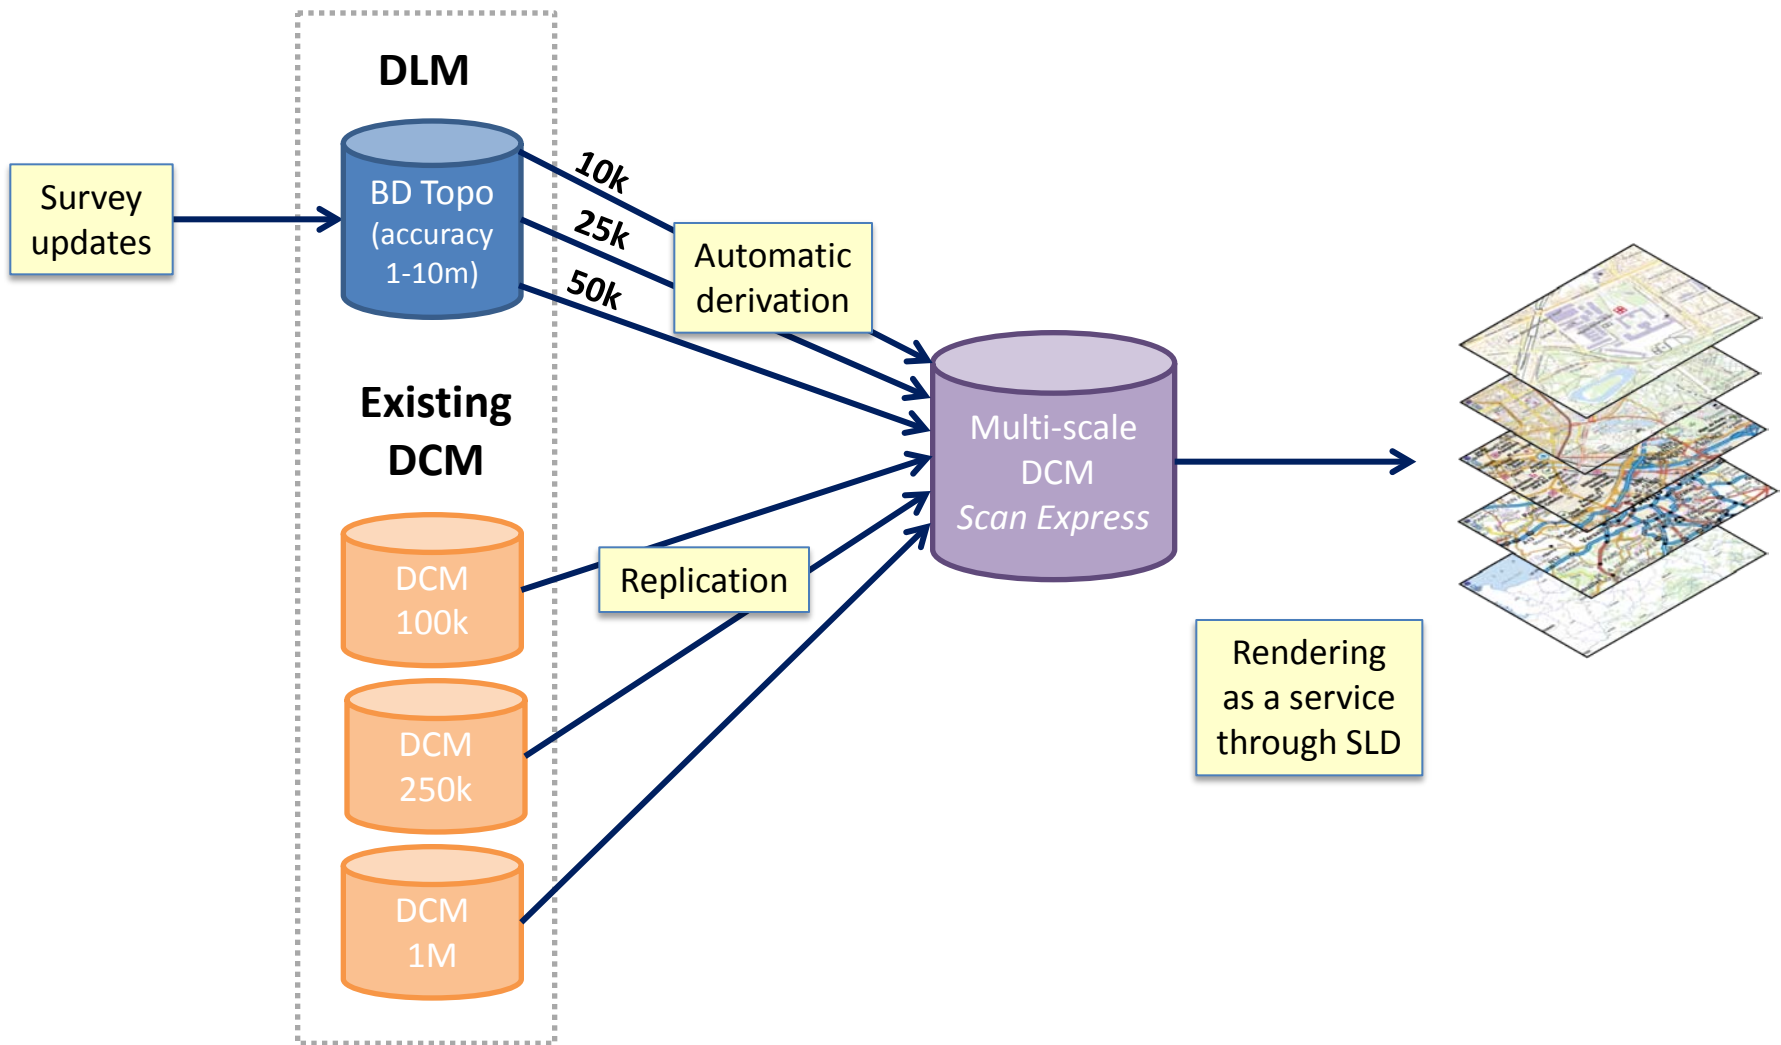 DLM
Survey
updates
BD Topo
(accuracy
1-10m)
10k
25k
50k
Automatic
derivation
Existing
DCM
DCM
100k
DCM
250k
DCM
1M
Replication
Multi-scale
DCM
Scan Express
Rendering
as a service
through SLD